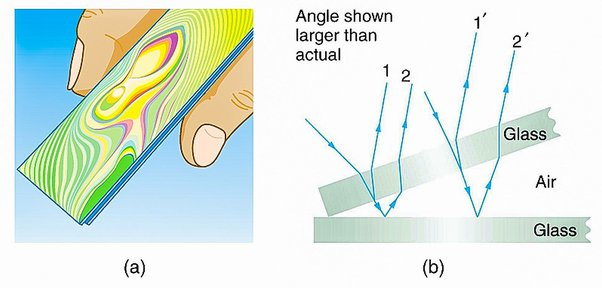 Angle shown
larger than
actual
1 2
1′
2′
Glass
Air
Glass
(a)
(b)